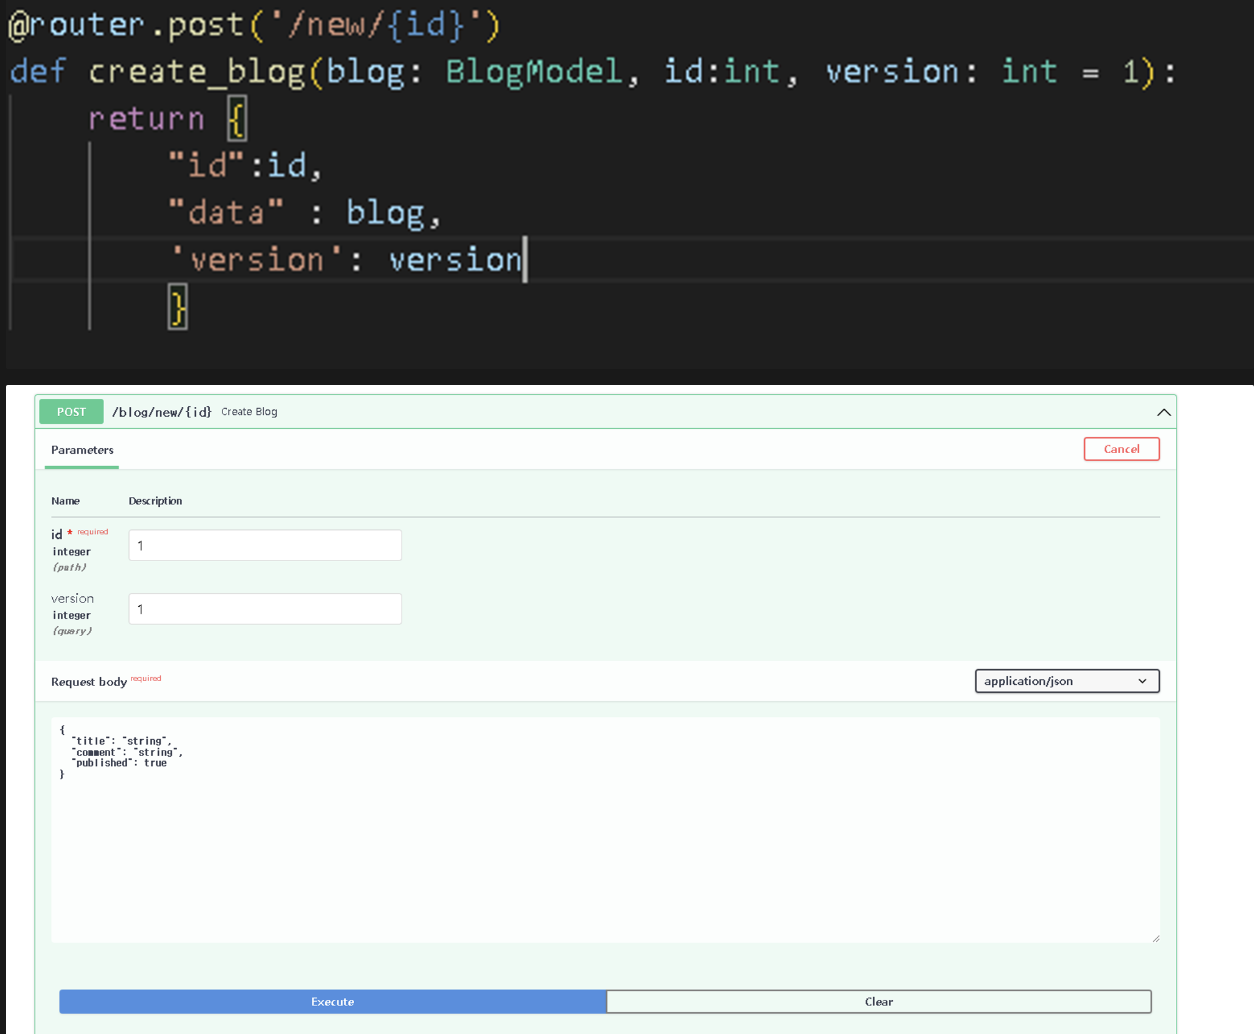 @router.post('/new/{id}')
def create_blog(blog: BlogModel, id:int, version: int = 1):
return {
"id":id,
"data" : blog,
'version': version
}
POST /blog/new/{id} Create Blog
Parameters Cancel
Name Description
id * required
integer
(path)
1
version
integer
(query)
1
Request body required application/json
{
"title": "string",
"comment": "string",
"published": true
}
Execute Clear